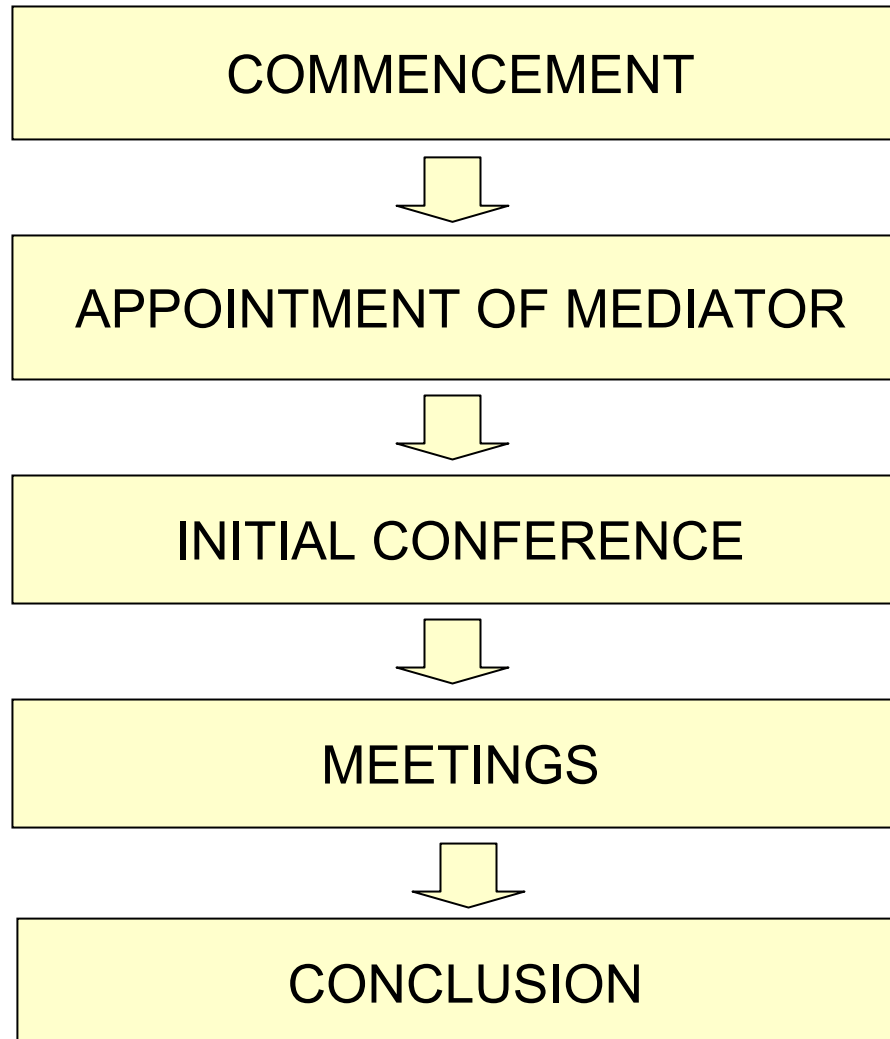 COMMENCEMENT
APPOINTMENT OF MEDIATOR
INITIAL CONFERENCE
MEETINGS
CONCLUSION